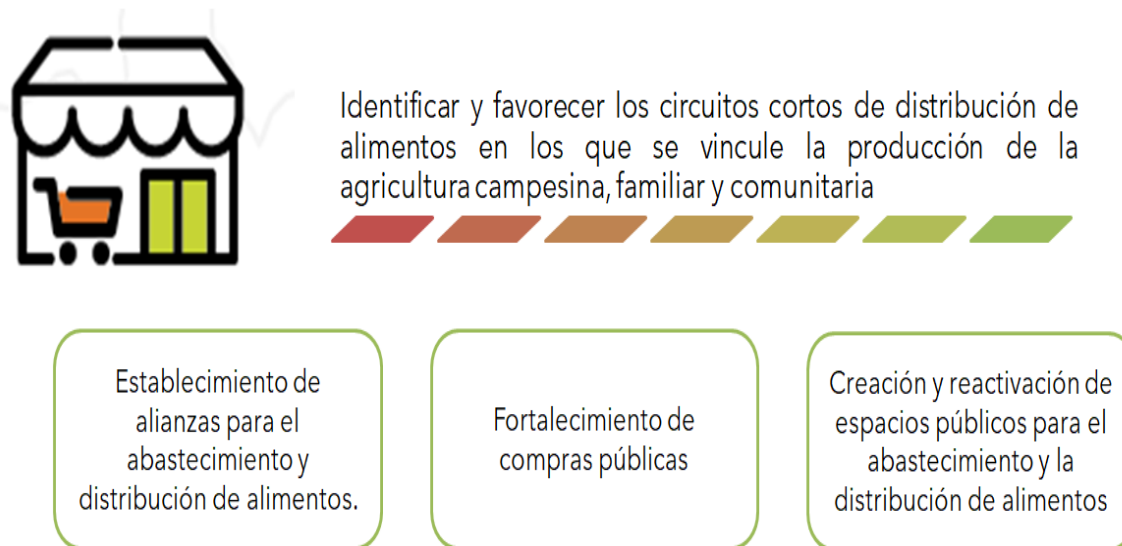 Identificar y favorecer los circuitos cortos de distribución de
alimentos en los que se vincule la producción de la
agricultura campesina, familiar y comunitaria
Establecimiento de
alianzas para el
abastecimiento y
distribución de alimentos.
Fortalecimiento de
compras públicas
Creación y reactivación de
espacios públicos para el
abastecimiento y la
distribución de alimentos